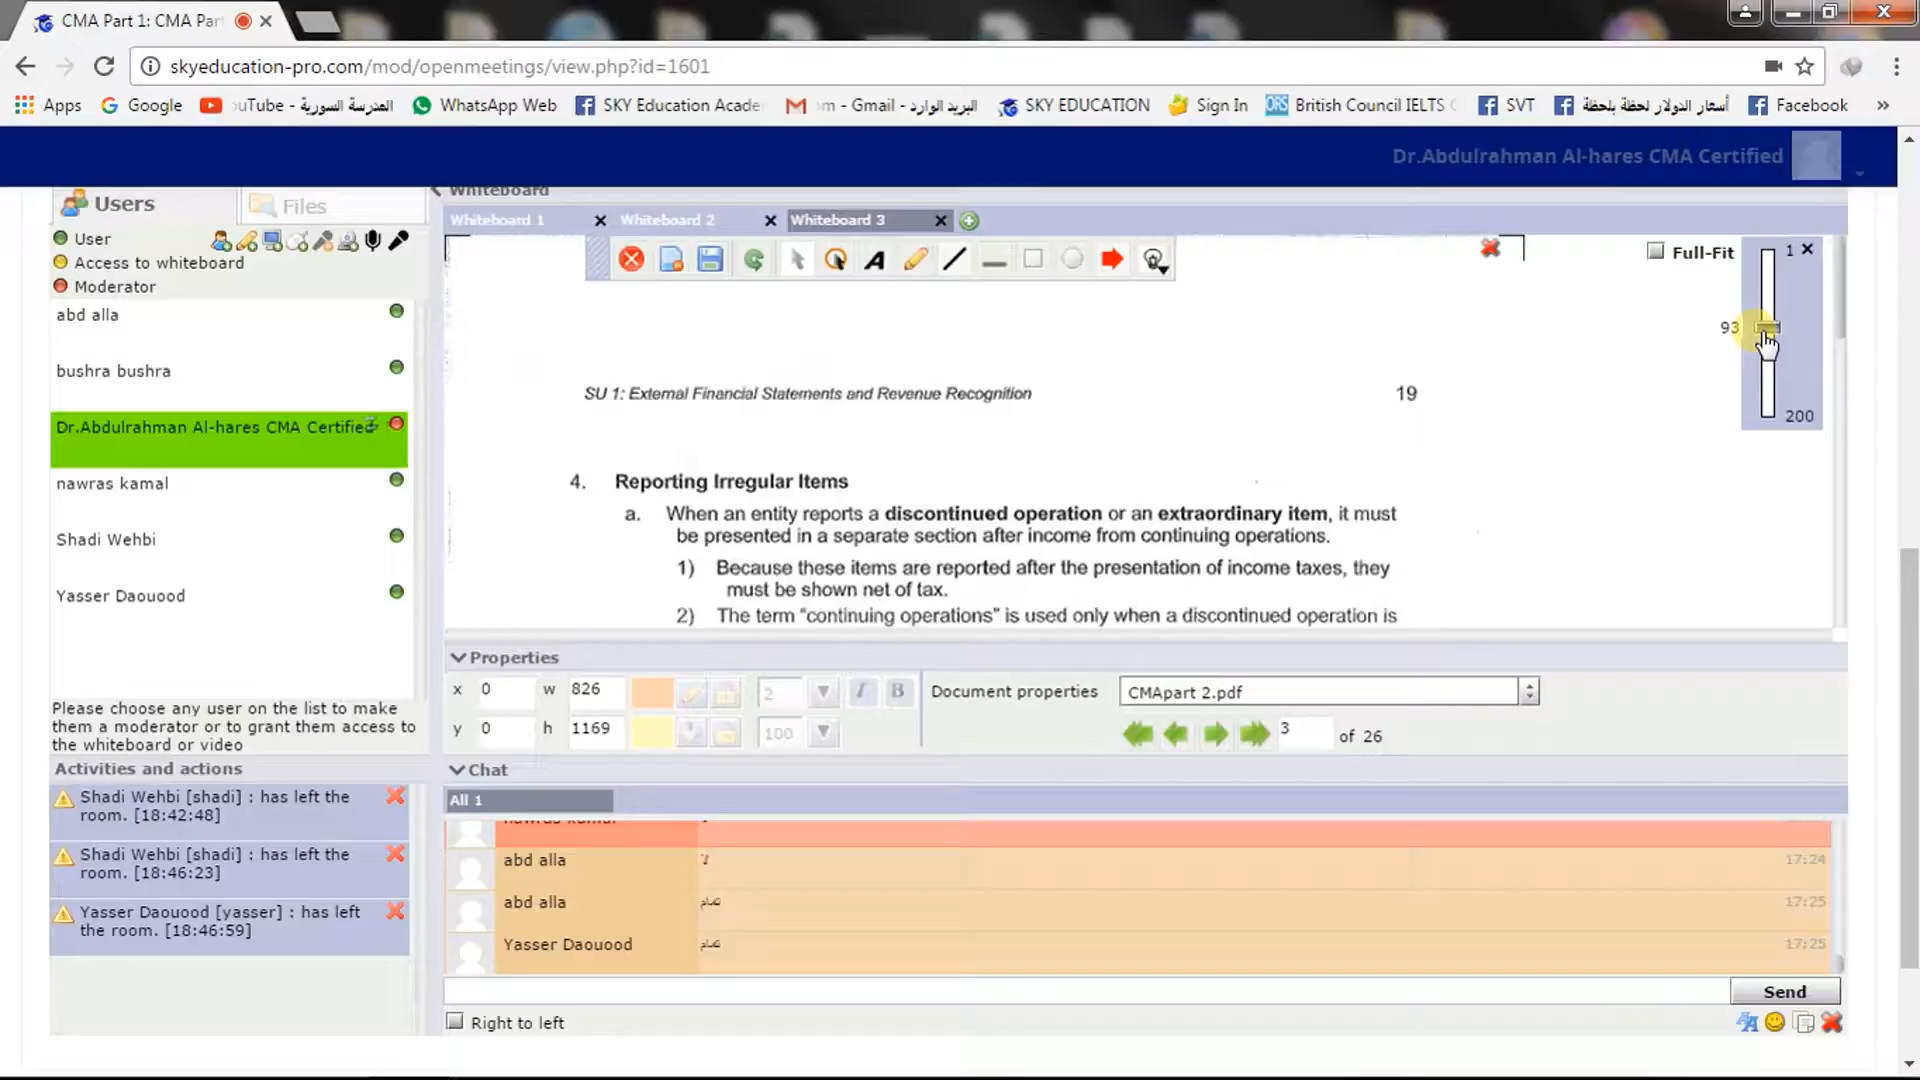 CMA Part 1: CMA Par
skyeducation-pro.com/mod/openmeetings/view.php?id=1601
Apps
Google
uTube - المدرسة السورية
WhatsApp Web
SKY Education Acade
البريد الوارد - Gmail - om
SKY EDUCATION
Sign In
British Council IELTS
SVT
أسعار الدولار لحظة بلحظة
Facebook
»
Dr.Abdulrahman Al-hares CMA Certified
Users
Files
User
Access to whiteboard
Moderator
abd alla
bushra bushra
Dr.Abdulrahman Al-hares CMA Certified
nawras kamal
Shadi Wehbi
Yasser Daouood
Please choose any user on the list to make
them a moderator or to grant them access to
the whiteboard or video
Activities and actions
Shadi Wehbi [shadi] : has left the
room. [18:42:48]
Shadi Wehbi [shadi] : has left the
room. [18:46:23]
Yasser Daouood [yasser] : has left
the room. [18:46:59]
Whiteboard
Whiteboard 1
Whiteboard 2
Whiteboard 3
Full-Fit
1
93
200
SU 1: External Financial Statements and Revenue Recognition 19
4. Reporting Irregular Items
a. When an entity reports a discontinued operation or an extraordinary item, it must
be presented in a separate section after income from continuing operations.
1) Because these items are reported after the presentation of income taxes, they
must be shown net of tax.
2) The term “continuing operations” is used only when a discontinued operation is
Properties
x 0 w 826 2 I B Document properties CMApart 2.pdf
y 0 h 1169 100 3 of 26
Chat
All 1
nawras kamal
abd alla لا 17:24
abd alla تمام 17:25
Yasser Daouood تمام 17:25
Send
Right to left